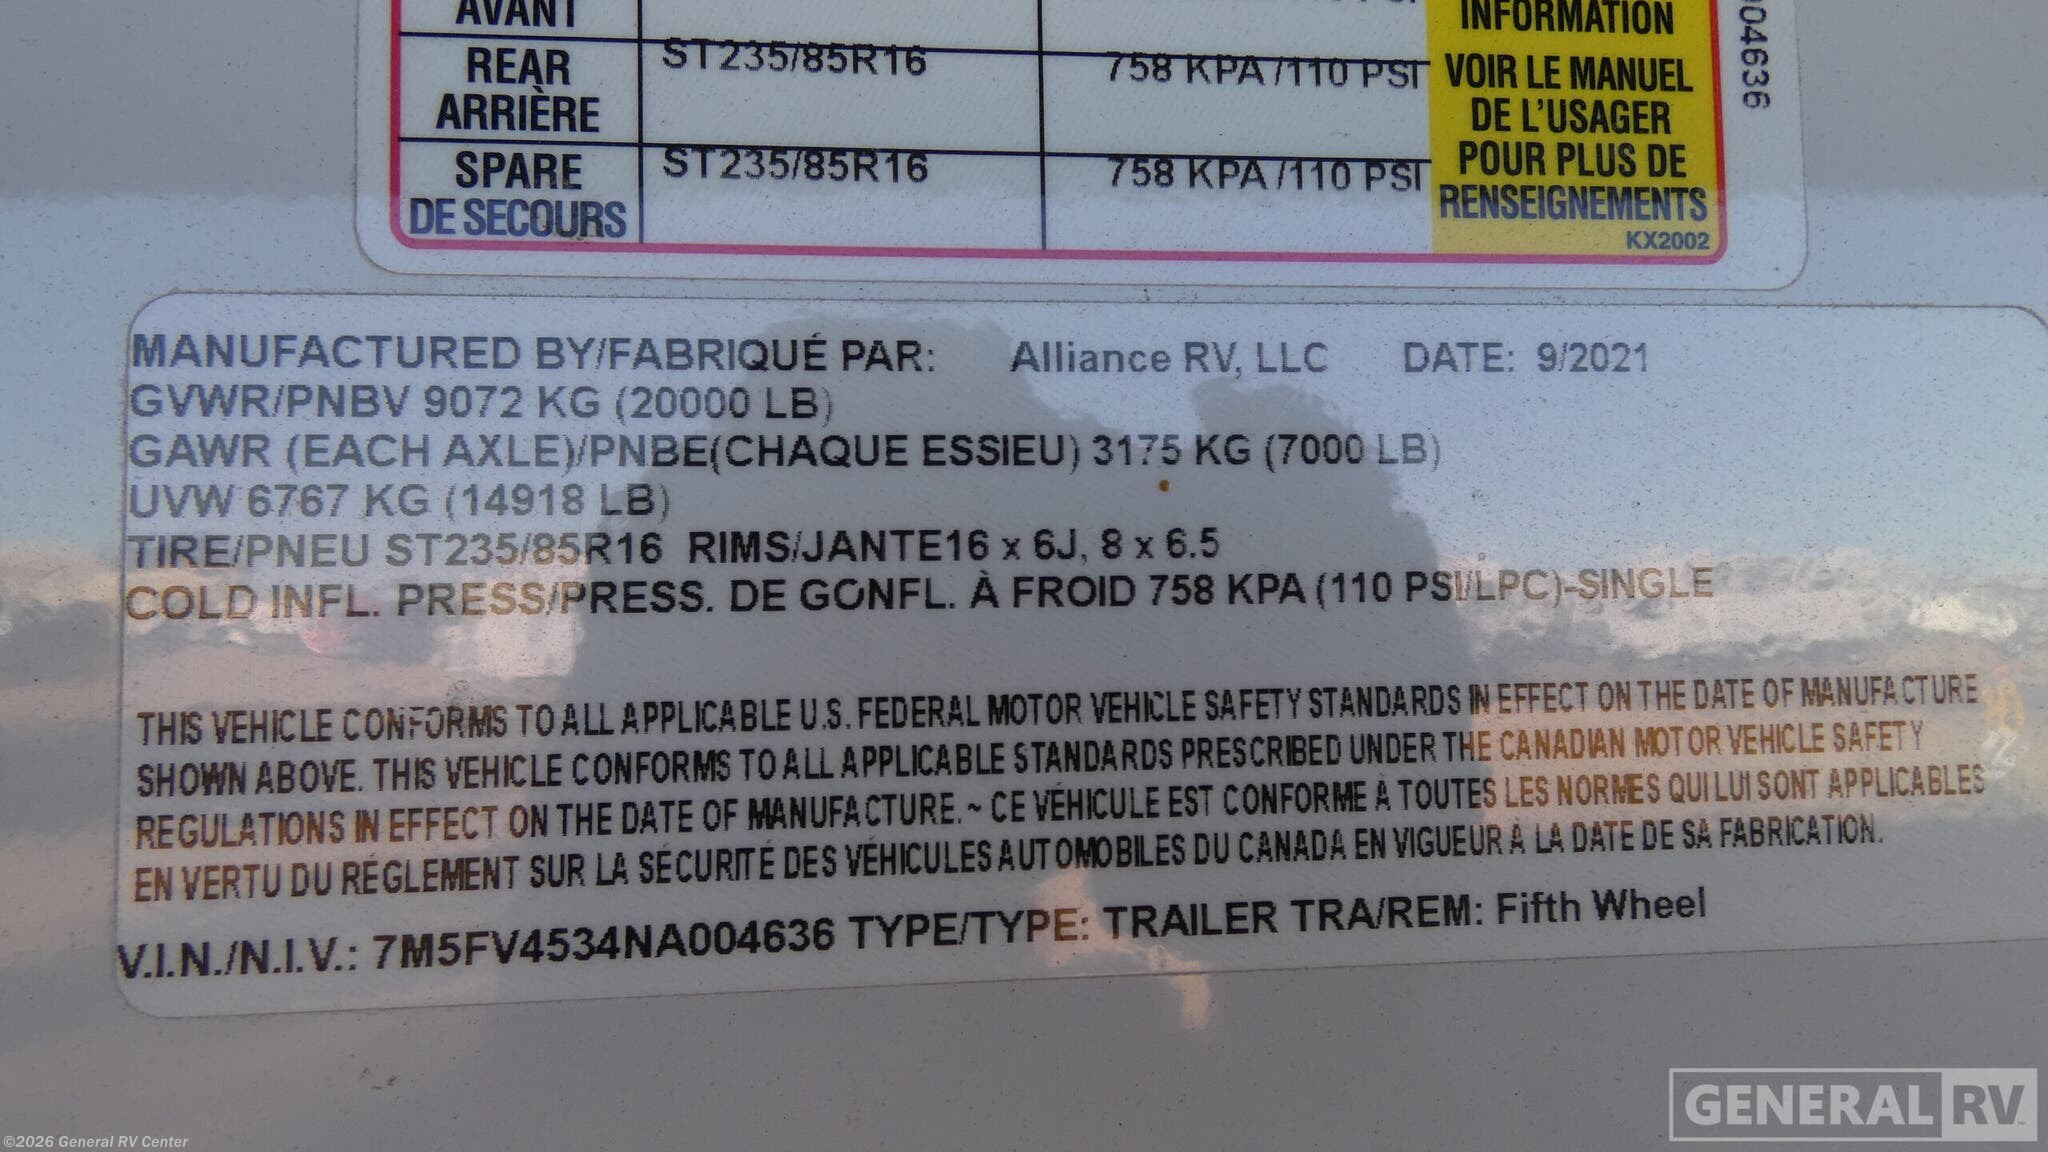 AVANT
INFORMATION
REAR
ARRIÈRE
ST235/85R16
758 KPA /110 PSI
VOIR LE MANUEL
DE L'USAGER
POUR PLUS DE
RENSEIGNEMENTS
SPARE
DE SECOURS
ST235/85R16
758 KPA /110 PSI
KX2002
004636
MANUFACTURED BY/FABRIQUÉ PAR: Alliance RV, LLC DATE: 9/2021
GVWR/PNBV 9072 KG (20000 LB)
GAWR (EACH AXLE)/PNBE(CHAQUE ESSIEU) 3175 KG (7000 LB)
UVW 6767 KG (14918 LB)
TIRE/PNEU ST235/85R16 RIMS/JANTE16 x 6J, 8 x 6.5
COLD INFL. PRESS/PRESS. DE GONFL. À FROID 758 KPA (110 PSI/LPC)-SINGLE
THIS VEHICLE CONFORMS TO ALL APPLICABLE U.S. FEDERAL MOTOR VEHICLE SAFETY STANDARDS IN EFFECT ON THE DATE OF MANUFACTURE
SHOWN ABOVE. THIS VEHICLE CONFORMS TO ALL APPLICABLE STANDARDS PRESCRIBED UNDER THE CANADIAN MOTOR VEHICLE SAFETY
REGULATIONS IN EFFECT ON THE DATE OF MANUFACTURE. ~ CE VÉHICULE EST CONFORME À TOUTES LES NORMES QUI LUI SONT APPLICABLES
EN VERTU DU RÉGLEMENT SUR LA SÉCURITÉ DES VÉHICULES AUTOMOBILES DU CANADA EN VIGUEUR À LA DATE DE SA FABRICATION.
V.I.N./N.I.V.: 7M5FV4534NA004636 TYPE/TYPE: TRAILER TRA/REM: Fifth Wheel
GENERAL RV
©2026 General RV Center